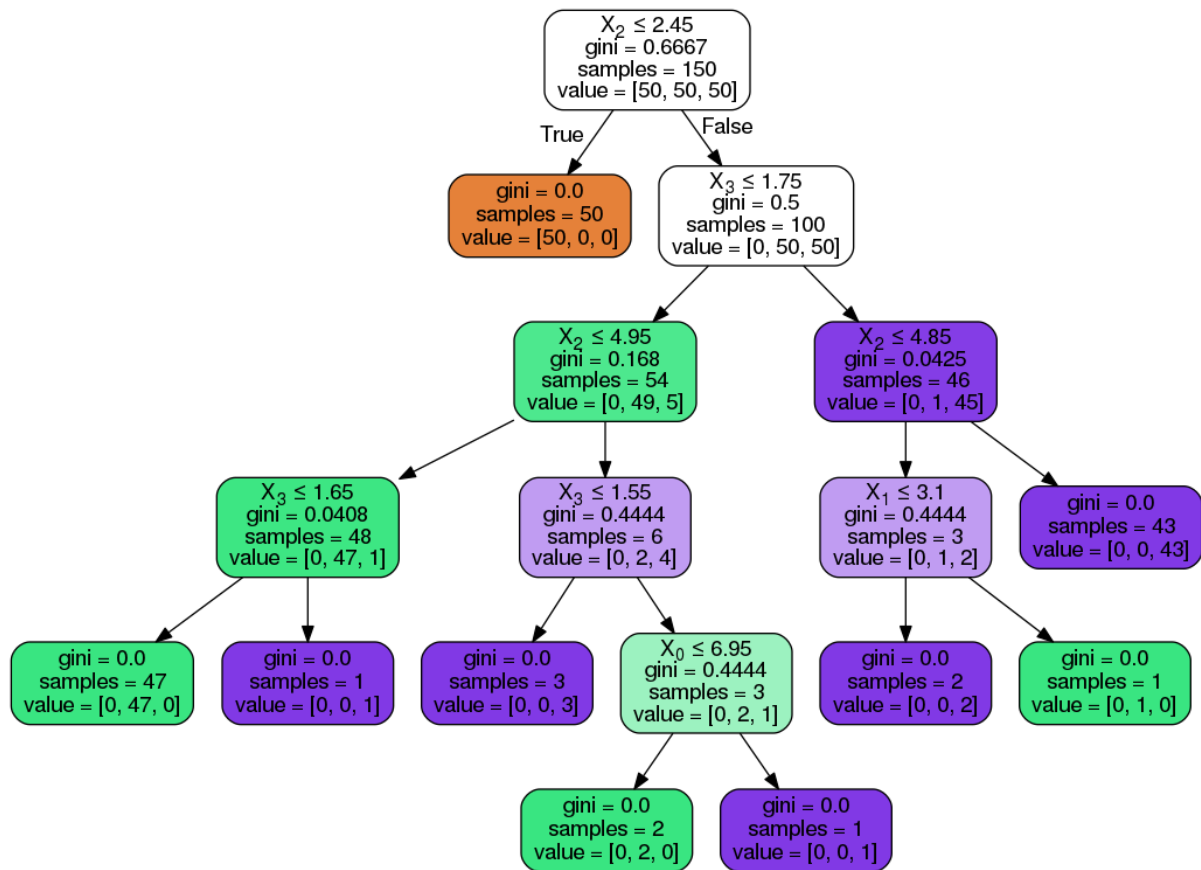 X₂ ≤ 2.45
gini = 0.6667
samples = 150
value = [50, 50, 50]
True
False
gini = 0.0
samples = 50
value = [50, 0, 0]
X₃ ≤ 1.75
gini = 0.5
samples = 100
value = [0, 50, 50]
X₂ ≤ 4.95
gini = 0.168
samples = 54
value = [0, 49, 5]
X₂ ≤ 4.85
gini = 0.0425
samples = 46
value = [0, 1, 45]
X₃ ≤ 1.65
gini = 0.0408
samples = 48
value = [0, 47, 1]
X₃ ≤ 1.55
gini = 0.4444
samples = 6
value = [0, 2, 4]
X₁ ≤ 3.1
gini = 0.4444
samples = 3
value = [0, 1, 2]
gini = 0.0
samples = 43
value = [0, 0, 43]
gini = 0.0
samples = 47
value = [0, 47, 0]
gini = 0.0
samples = 1
value = [0, 0, 1]
gini = 0.0
samples = 3
value = [0, 0, 3]
X₀ ≤ 6.95
gini = 0.4444
samples = 3
value = [0, 2, 1]
gini = 0.0
samples = 2
value = [0, 0, 2]
gini = 0.0
samples = 1
value = [0, 1, 0]
gini = 0.0
samples = 2
value = [0, 2, 0]
gini = 0.0
samples = 1
value = [0, 0, 1]